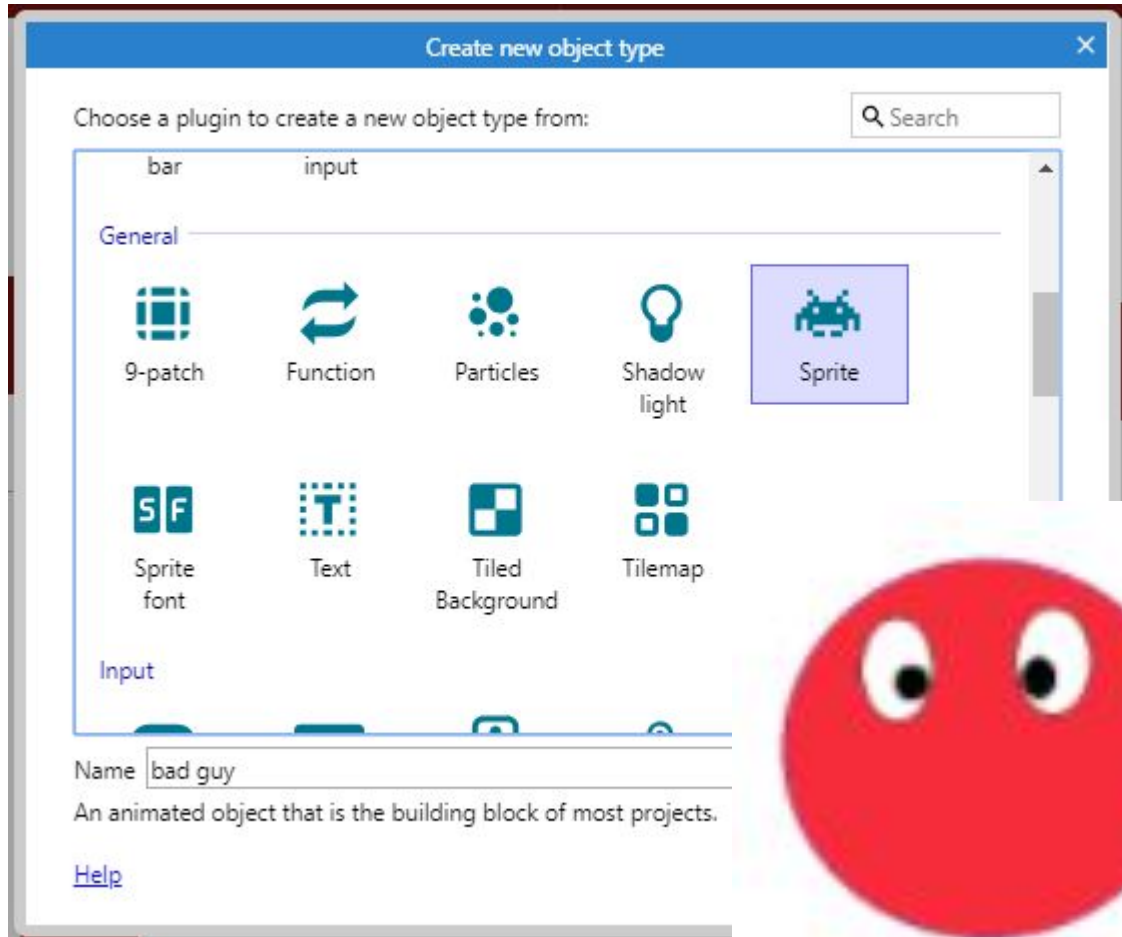 Create new object type
Choose a plugin to create a new object type from:
Search
bar
input
General
9-patch
Function
Particles
Shadow
light
Sprite
SF
T
Sprite
font
Text
Tiled
Background
Tilemap
Input
Name bad guy
An animated object that is the building block of most projects.
Help